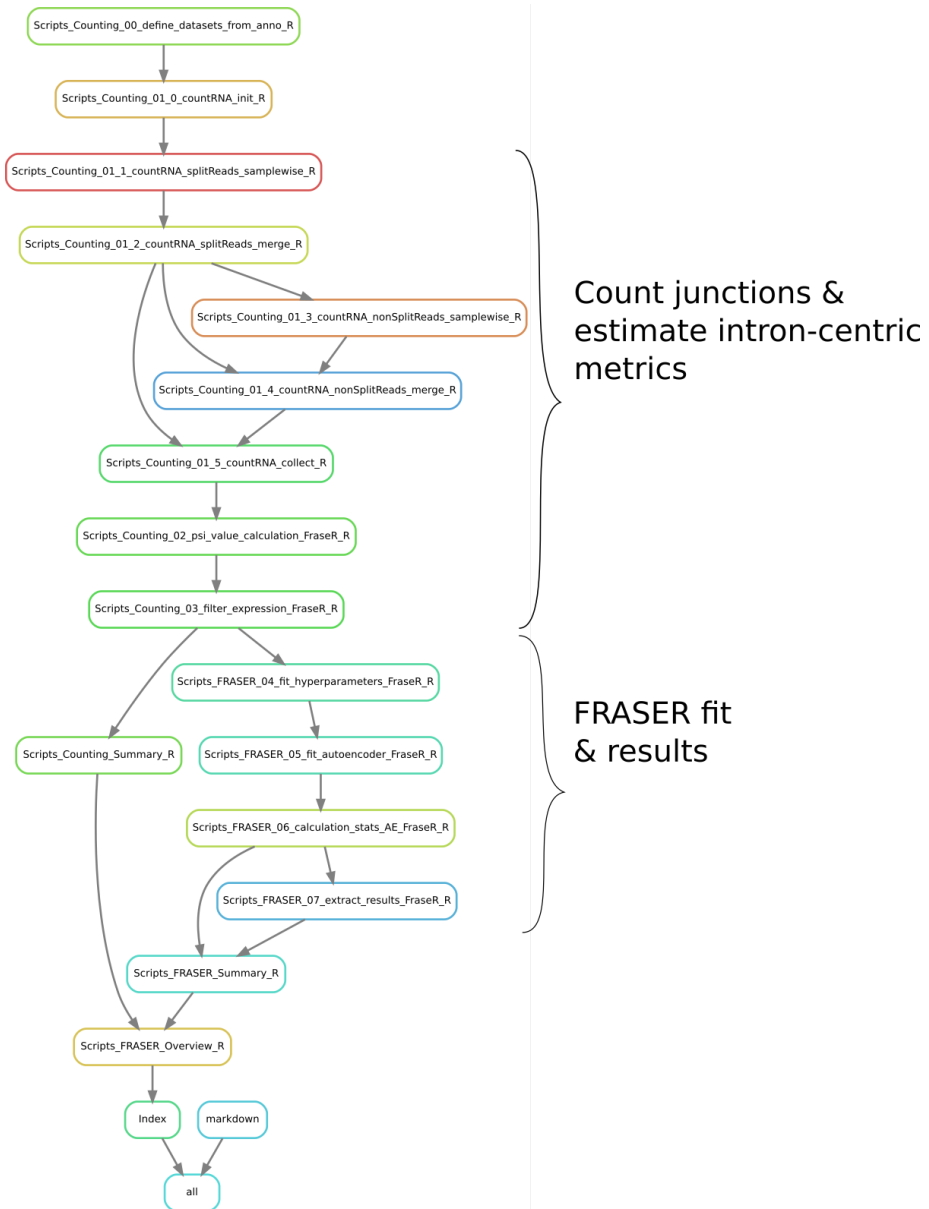 Scripts_Counting_00_define_datasets_from_anno_R
Scripts_Counting_01_0_countRNA_init_R
Scripts_Counting_01_1_countRNA_splitReads_samplewise_R
Scripts_Counting_01_2_countRNA_splitReads_merge_R
Scripts_Counting_01_3_countRNA_nonSplitReads_samplewise_R
Scripts_Counting_01_4_countRNA_nonSplitReads_merge_R
Scripts_Counting_01_5_countRNA_collect_R
Scripts_Counting_02_psi_value_calculation_FraseR_R
Scripts_Counting_03_filter_expression_FraseR_R
Count junctions &
estimate intron-centric
metrics
Scripts_FRASER_04_fit_hyperparameters_FraseR_R
Scripts_Counting_Summary_R
Scripts_FRASER_05_fit_autoencoder_FraseR_R
Scripts_FRASER_06_calculation_stats_AE_FraseR_R
Scripts_FRASER_07_extract_results_FraseR_R
FRASER fit
& results
Scripts_FRASER_Summary_R
Scripts_FRASER_Overview_R
Index
markdown
all